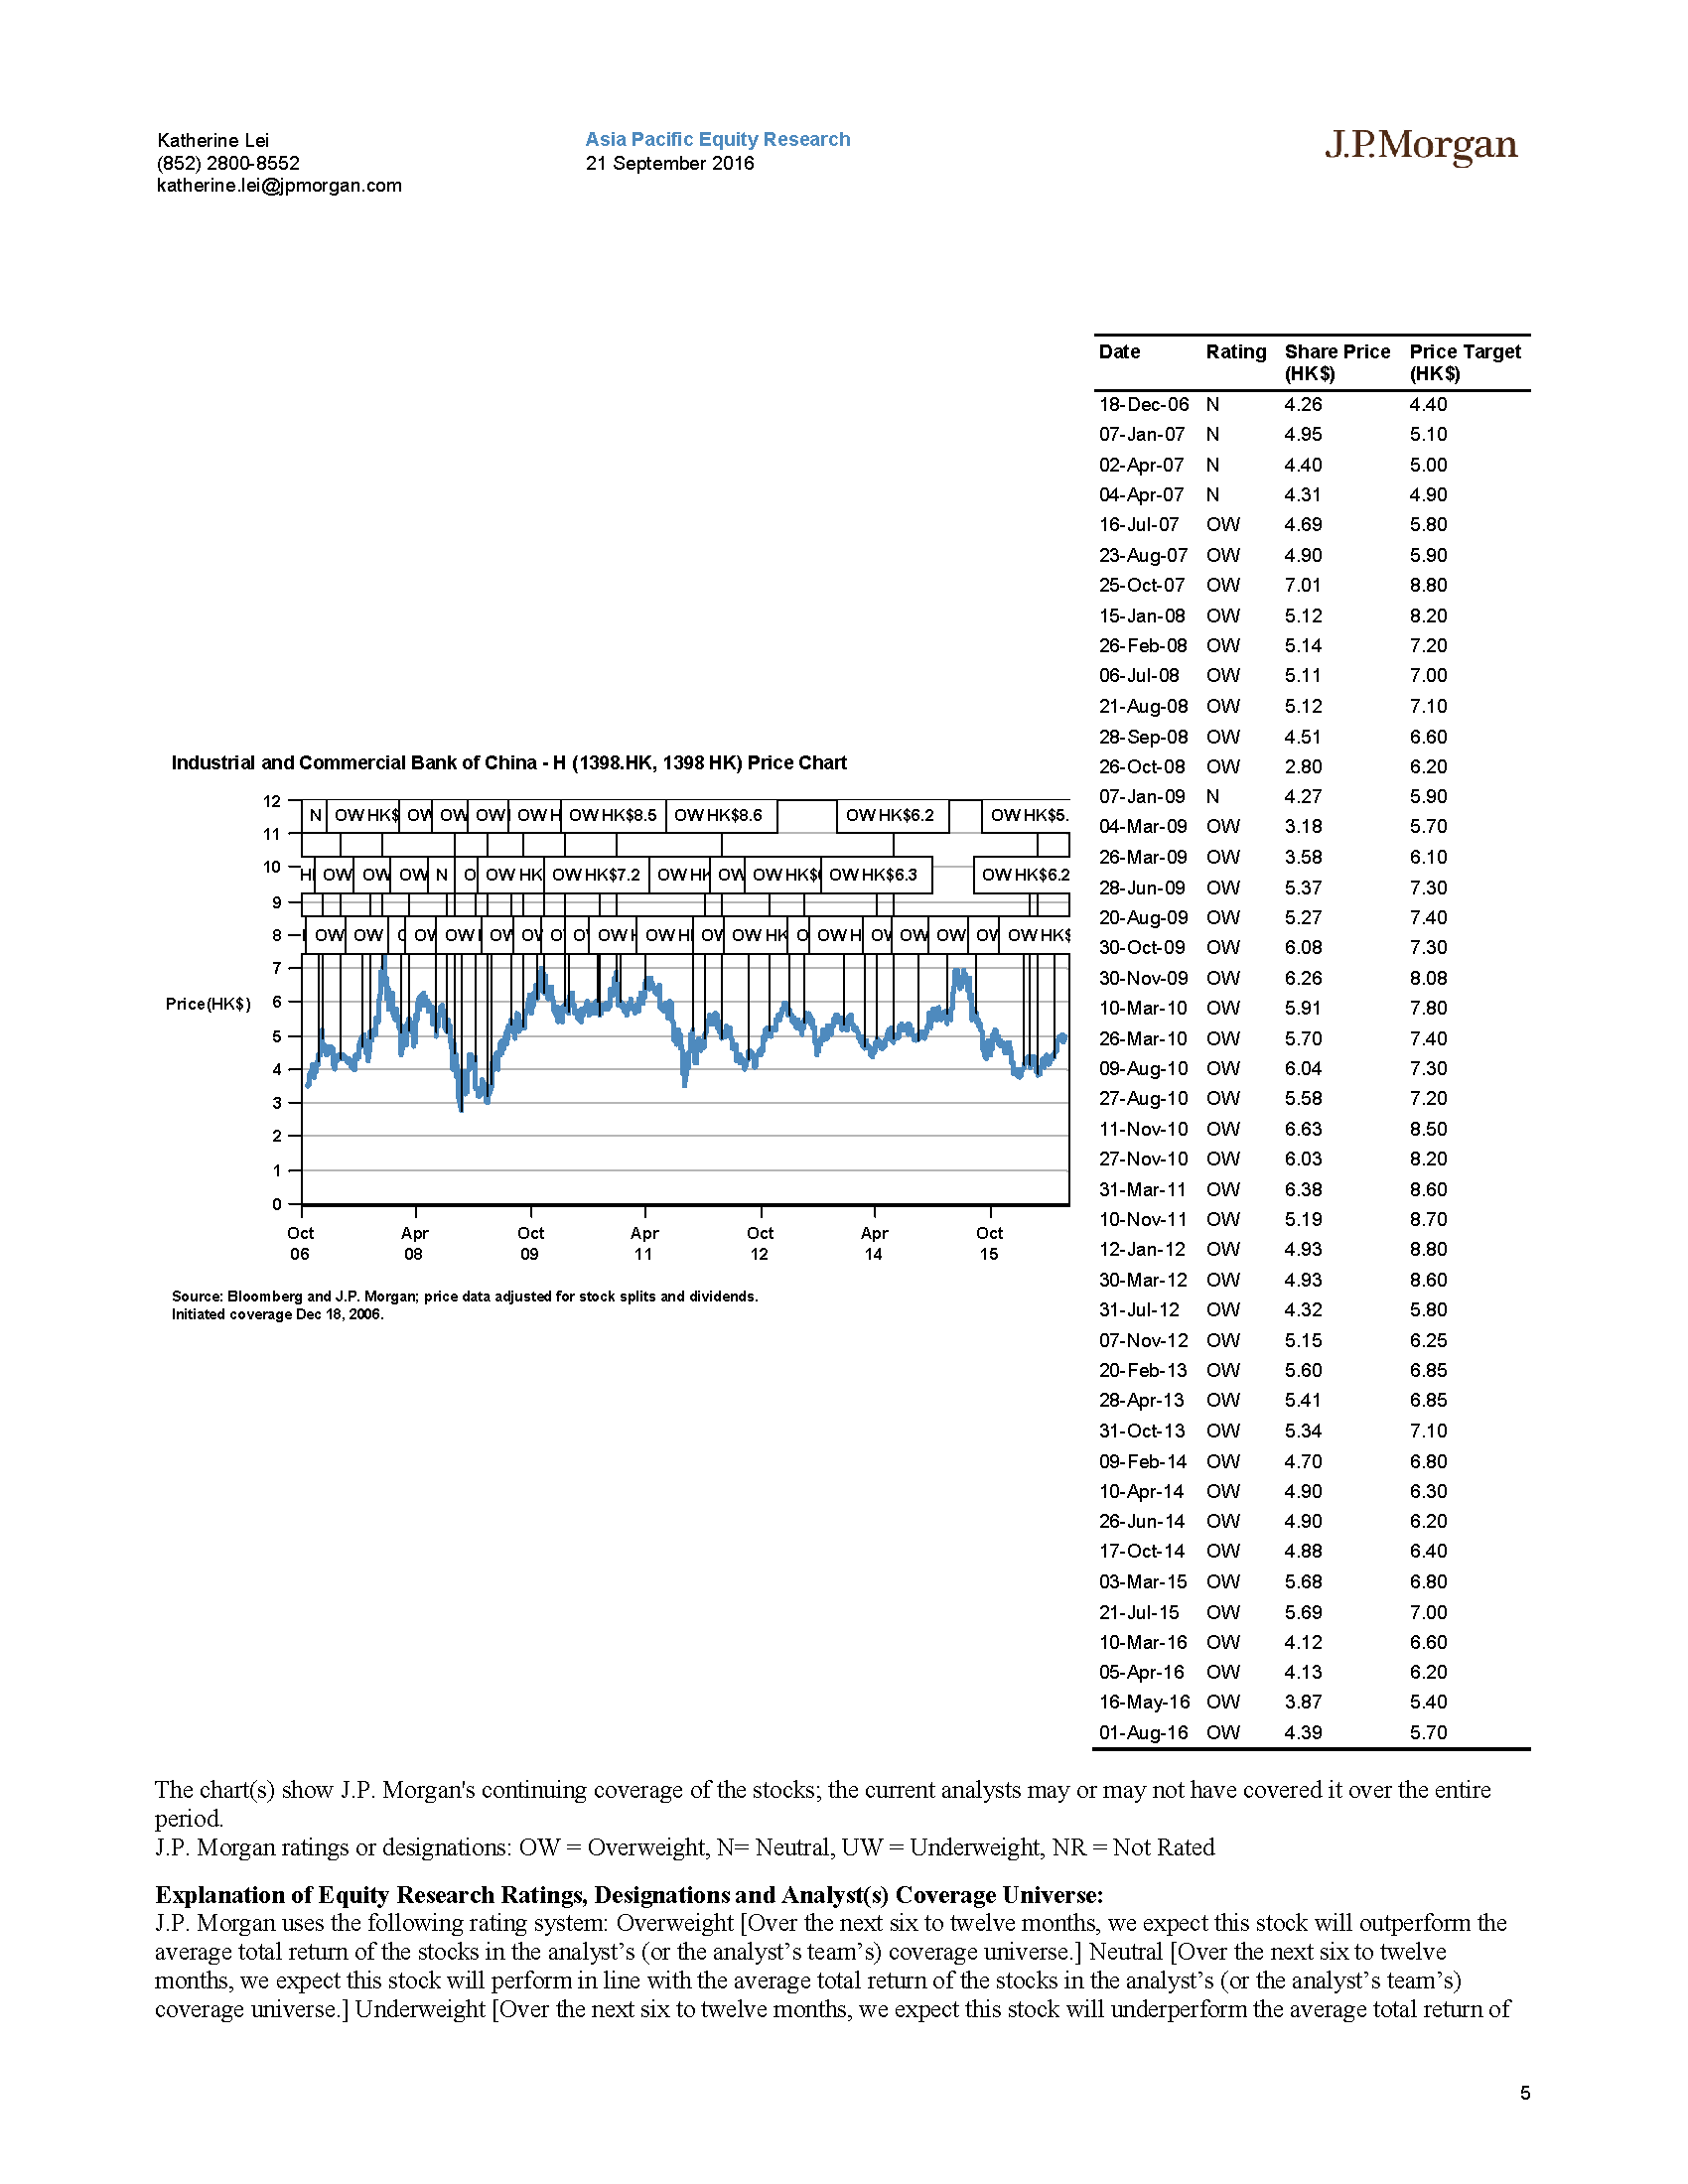 Katherine Lei
(852) 2800-8552
katherine.lei@jpmorgan.com
Asia Pacific Equity Research
21 September 2016
J.P.Morgan
Date Rating Share Price (HK$) Price Target (HK$)
18-Dec-06 N 4.26 4.40
07-Jan-07 N 4.95 5.10
02-Apr-07 N 4.40 5.00
04-Apr-07 N 4.31 4.90
16-Jul-07 OW 4.69 5.80
23-Aug-07 OW 4.90 5.90
25-Oct-07 OW 7.01 8.80
15-Jan-08 OW 5.12 8.20
26-Feb-08 OW 5.14 7.20
06-Jul-08 OW 5.11 7.00
21-Aug-08 OW 5.12 7.10
28-Sep-08 OW 4.51 6.60
26-Oct-08 OW 2.80 6.20
07-Jan-09 N 4.27 5.90
04-Mar-09 OW 3.18 5.70
26-Mar-09 OW 3.58 6.10
28-Jun-09 OW 5.37 7.30
20-Aug-09 OW 5.27 7.40
30-Oct-09 OW 6.08 7.30
30-Nov-09 OW 6.26 8.08
10-Mar-10 OW 5.91 7.80
26-Mar-10 OW 5.70 7.40
09-Aug-10 OW 6.04 7.30
27-Aug-10 OW 5.58 7.20
11-Nov-10 OW 6.63 8.50
27-Nov-10 OW 6.03 8.20
31-Mar-11 OW 6.38 8.60
10-Nov-11 OW 5.19 8.70
12-Jan-12 OW 4.93 8.80
30-Mar-12 OW 4.93 8.60
31-Jul-12 OW 4.32 5.80
07-Nov-12 OW 5.15 6.25
20-Feb-13 OW 5.60 6.85
28-Apr-13 OW 5.41 6.85
31-Oct-13 OW 5.34 7.10
09-Feb-14 OW 4.70 6.80
10-Apr-14 OW 4.90 6.30
26-Jun-14 OW 4.90 6.20
17-Oct-14 OW 4.88 6.40
03-Mar-15 OW 5.68 6.80
21-Jul-15 OW 5.69 7.00
10-Mar-16 OW 4.12 6.60
05-Apr-16 OW 4.13 6.20
16-May-16 OW 3.87 5.40
01-Aug-16 OW 4.39 5.70
Industrial and Commercial Bank of China - H (1398.HK, 1398 HK) Price Chart
12
N OW HK$ OW OW OW OW H OW HK$8.5 OW HK$8.6 OW HK$6.2 OW HK$5.
11
10
OW OW OW N O OW HK OW HK$7.2 OW HK OW OW HK$ OW HK$6.3 OW HK$6.2
9
8
OW OW OW OW OW O O OW H OW H OW OW HK O OW H OW OW OW OW OW HK$
7
Price(HK$)
6
5
4
3
2
1
0
Oct 06
Apr 08
Oct 09
Apr 11
Oct 12
Apr 14
Oct 15
Source: Bloomberg and J.P. Morgan; price data adjusted for stock splits and dividends.
Initiated coverage Dec 18, 2006.
The chart(s) show J.P. Morgan's continuing coverage of the stocks; the current analysts may or may not have covered it over the entire
period.
J.P. Morgan ratings or designations: OW = Overweight, N= Neutral, UW = Underweight, NR = Not Rated
Explanation of Equity Research Ratings, Designations and Analyst(s) Coverage Universe:
J.P. Morgan uses the following rating system: Overweight [Over the next six to twelve months, we expect this stock will outperform the
average total return of the stocks in the analyst’s (or the analyst’s team’s) coverage universe.] Neutral [Over the next six to twelve
months, we expect this stock will perform in line with the average total return of the stocks in the analyst’s (or the analyst’s team’s)
coverage universe.] Underweight [Over the next six to twelve months, we expect this stock will underperform the average total return of
5